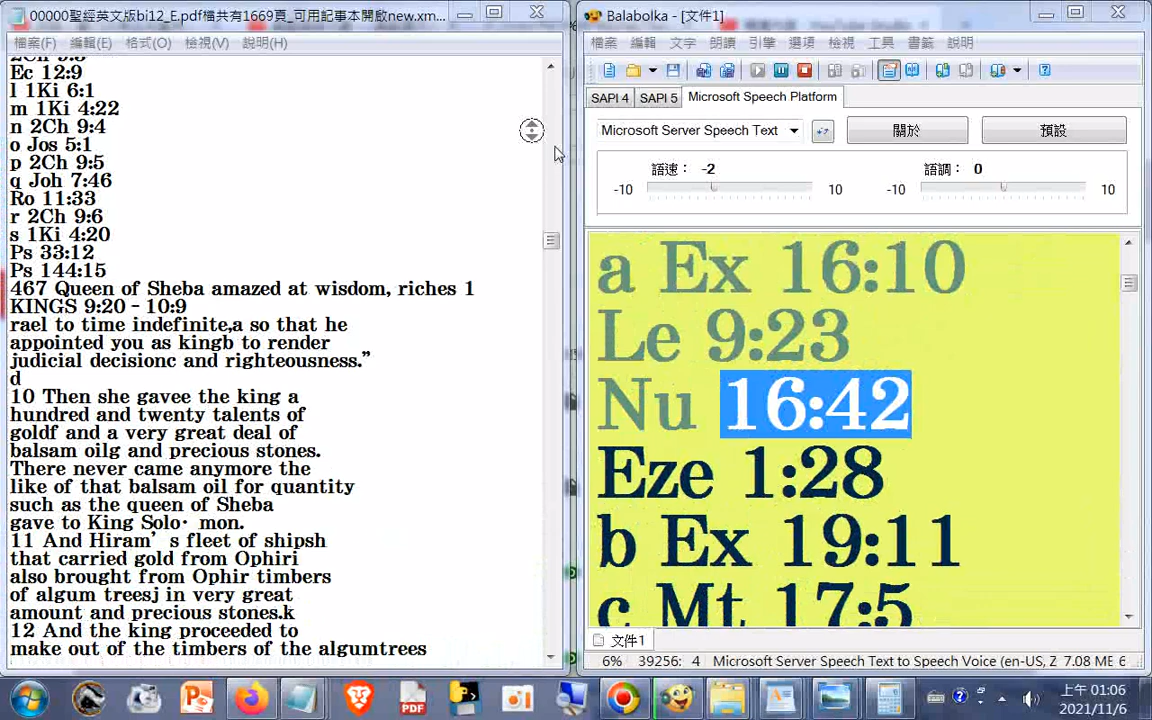 00000聖經英文版bi12_E.pdf檔共有1669頁_可用記事本開啟new.xm...
檔案(F) 編輯(E) 格式(O) 檢視(V) 說明(H)
Ec 12:9
l 1Ki 6:1
m 1Ki 4:22
n 2Ch 9:4
o Jos 5:1
p 2Ch 9:5
q Joh 7:46
Ro 11:33
r 2Ch 9:6
s 1Ki 4:20
Ps 33:12
Ps 144:15
467 Queen of Sheba amazed at wisdom, riches 1
KINGS 9:20 - 10:9
rael to time indefinite,a so that he
appointed you as kingb to render
judicial decisionc and righteousness.”
d
10 Then she gavee the king a
hundred and twenty talents of
goldf and a very great deal of
balsam oilg and precious stones.
There never came anymore the
like of that balsam oil for quantity
such as the queen of Sheba
gave to King Solo· mon.
11 And Hiram’ s fleet of shipsh
that carried gold from Ophiri
also brought from Ophir timbers
of algum treesj in very great
amount and precious stones.k
12 And the king proceeded to
make out of the timbers of the algumtrees
Balabolka - [文件1]
檔案 編輯 文字 朗讀 引擎 選項 檢視 工具 書籤 說明
SAPI 4 SAPI 5 Microsoft Speech Platform
Microsoft Server Speech Text 關於 預設
語速： -2 語調： 0
-10 10 -10 10
a Ex 16:10
Le 9:23
Nu 16:42
Eze 1:28
b Ex 19:11
c Mt 17:5
文件1
6% 39256: 4 Microsoft Server Speech Text to Speech Voice (en-US, Z 7.08 ME 6
上午 01:06
2021/11/6